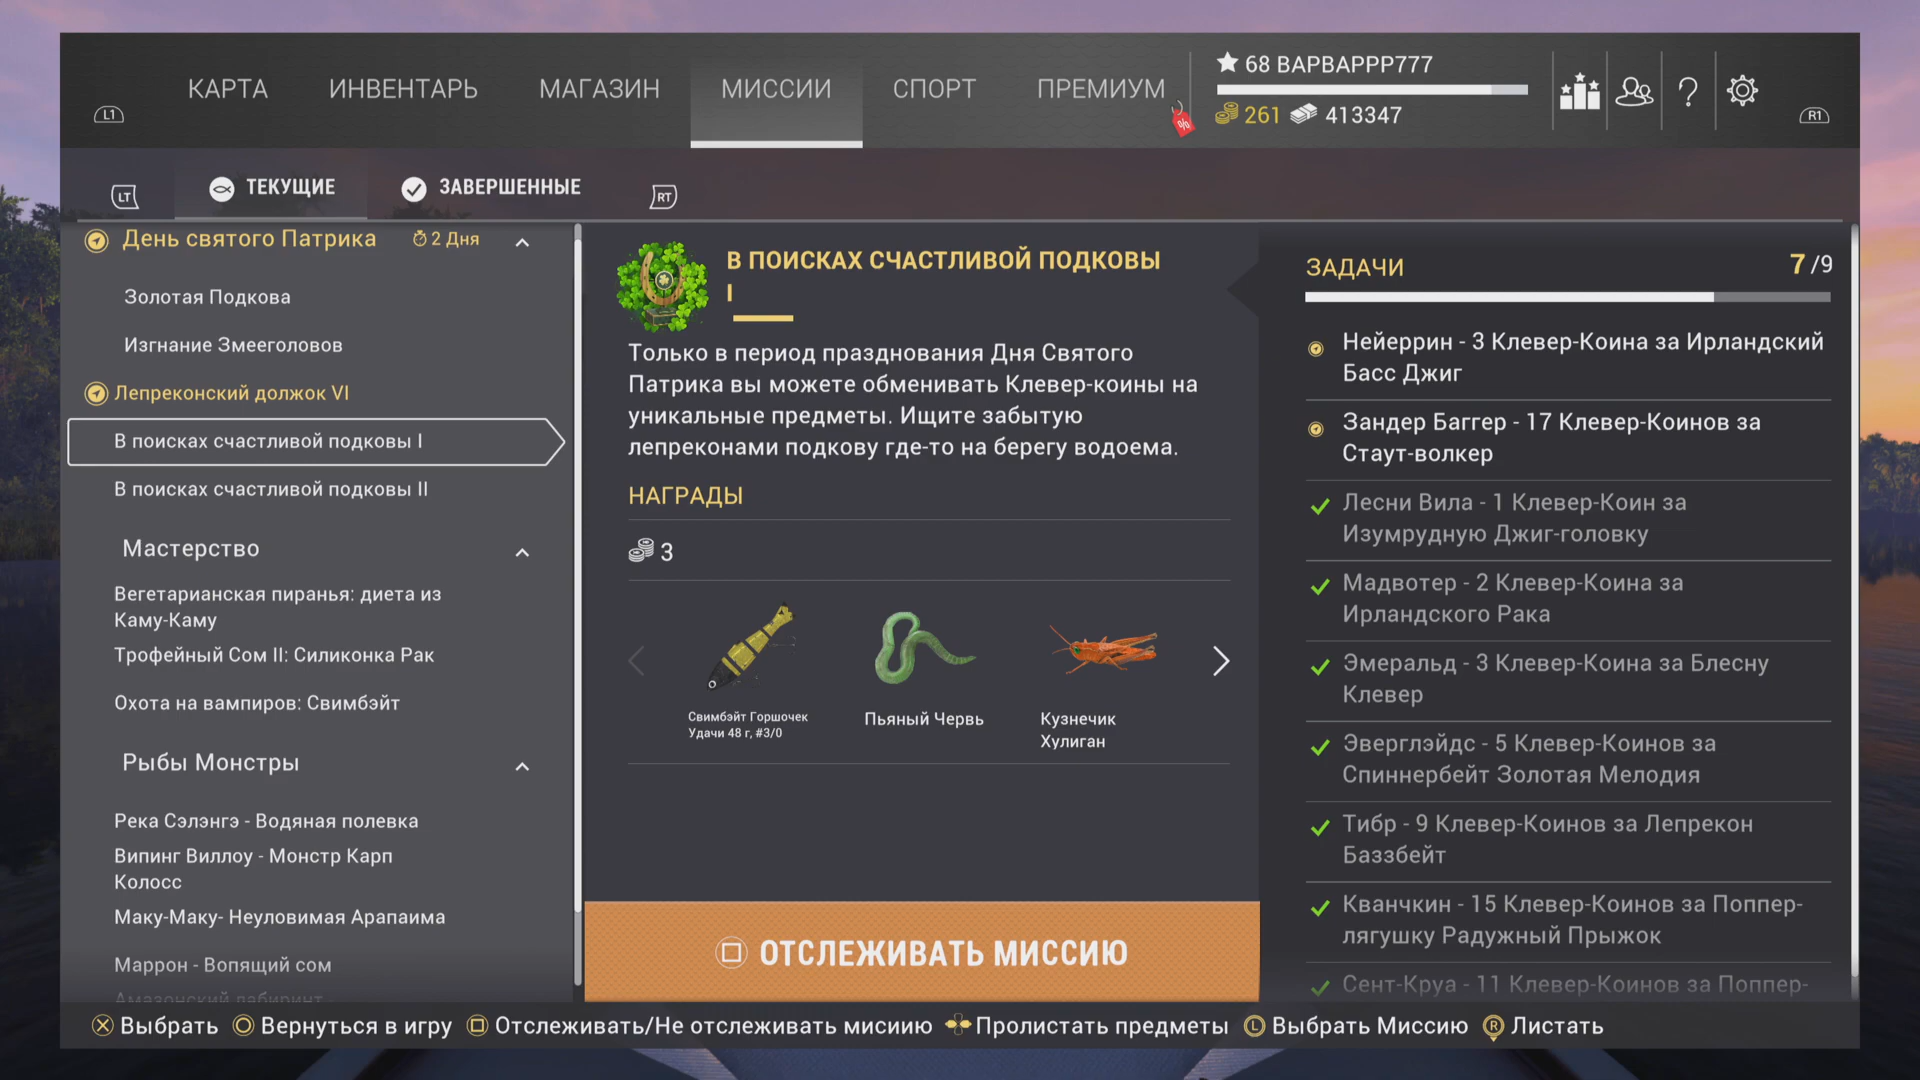 L1
КАРТА
ИНВЕНТАРЬ
МАГАЗИН
МИССИИ
СПОРТ
ПРЕМИУМ
%
68 ВАРВАРРР777
261 413347
?
R1
LT
ТЕКУЩИЕ
ЗАВЕРШЕННЫЕ
RT
День святого Патрика
2 Дня
Золотая Подкова
Изгнание Змееголовов
Лепреконский должок VI
В поисках счастливой подковы I
В поисках счастливой подковы II
Мастерство
Вегетарианская пиранья: диета из
Каму-Каму
Трофейный Сом II: Силиконка Рак
Охота на вампиров: Свимбэйт
Рыбы Монстры
Река Сэлэнгэ - Водяная полевка
Випинг Виллоу - Монстр Карп
Колосс
Маку-Маку- Неуловимая Арапаима
Маррон - Вопящий сом
Амазонский лабиринт -
В ПОИСКАХ СЧАСТЛИВОЙ ПОДКОВЫ
I
Только в период празднования Дня Святого
Патрика вы можете обменивать Клевер-коины на
уникальные предметы. Ищите забытую
лепреконами подкову где-то на берегу водоема.
НАГРАДЫ
3
Свимбэйт Горшочек
Удачи 48 г, #3/0
Пьяный Червь
Кузнечик
Хулиган
ОТСЛЕЖИВАТЬ МИССИЮ
ЗАДАЧИ
7/9
Нейеррин - 3 Клевер-Коина за Ирландский
Басс Джиг
Зандер Баггер - 17 Клевер-Коинов за
Стаут-волкер
Лесни Вила - 1 Клевер-Коин за
Изумрудную Джиг-головку
Мадвотер - 2 Клевер-Коина за
Ирландского Рака
Эмеральд - 3 Клевер-Коина за Блесну
Клевер
Эверглэйдс - 5 Клевер-Коинов за
Спиннербейт Золотая Мелодия
Тибр - 9 Клевер-Коинов за Лепрекон
Баззбейт
Кванчкин - 15 Клевер-Коинов за Поппер-
лягушку Радужный Прыжок
Сент-Круа - 11 Клевер-Коинов за Поппер-
Выбрать
Вернуться в игру
Отслеживать/Не отслеживать мисиию
Пролистать предметы
L Выбрать Миссию
R Листать